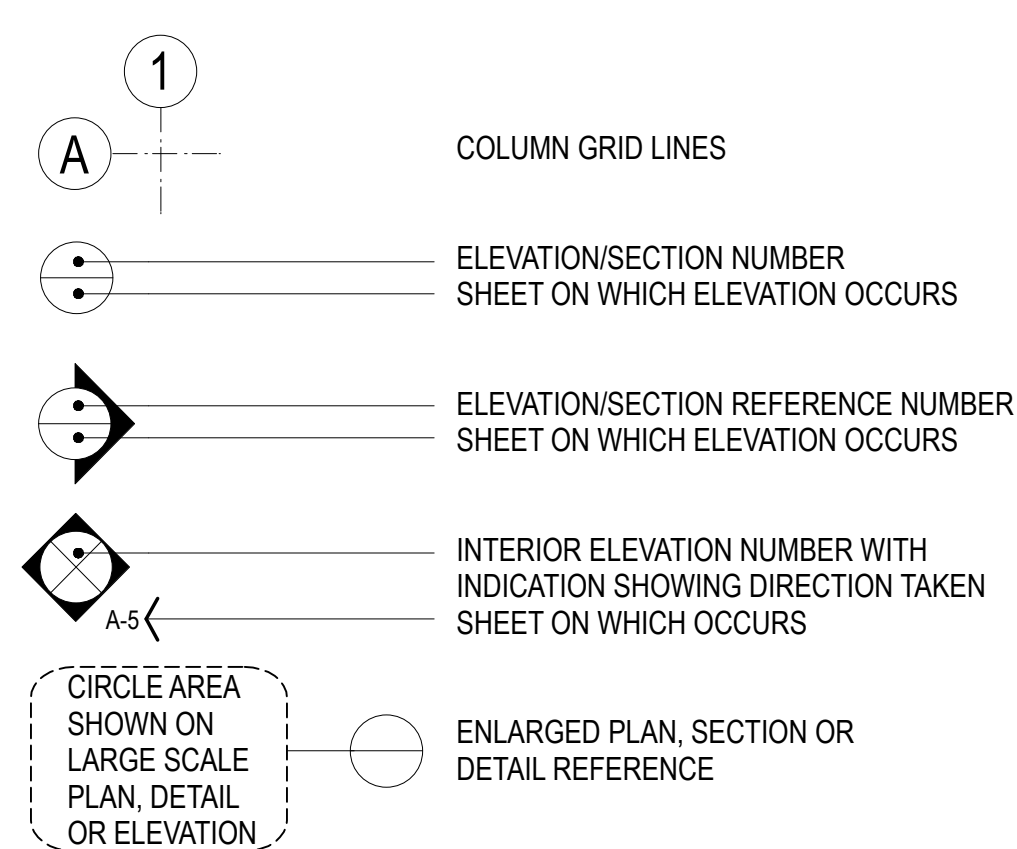 1
A
COLUMN GRID LINES
ELEVATION/SECTION NUMBER
SHEET ON WHICH ELEVATION OCCURS
ELEVATION/SECTION REFERENCE NUMBER
SHEET ON WHICH ELEVATION OCCURS
INTERIOR ELEVATION NUMBER WITH
INDICATION SHOWING DIRECTION TAKEN
A-5
SHEET ON WHICH OCCURS
CIRCLE AREA
SHOWN ON
LARGE SCALE
PLAN, DETAIL
OR ELEVATION
ENLARGED PLAN, SECTION OR
DETAIL REFERENCE